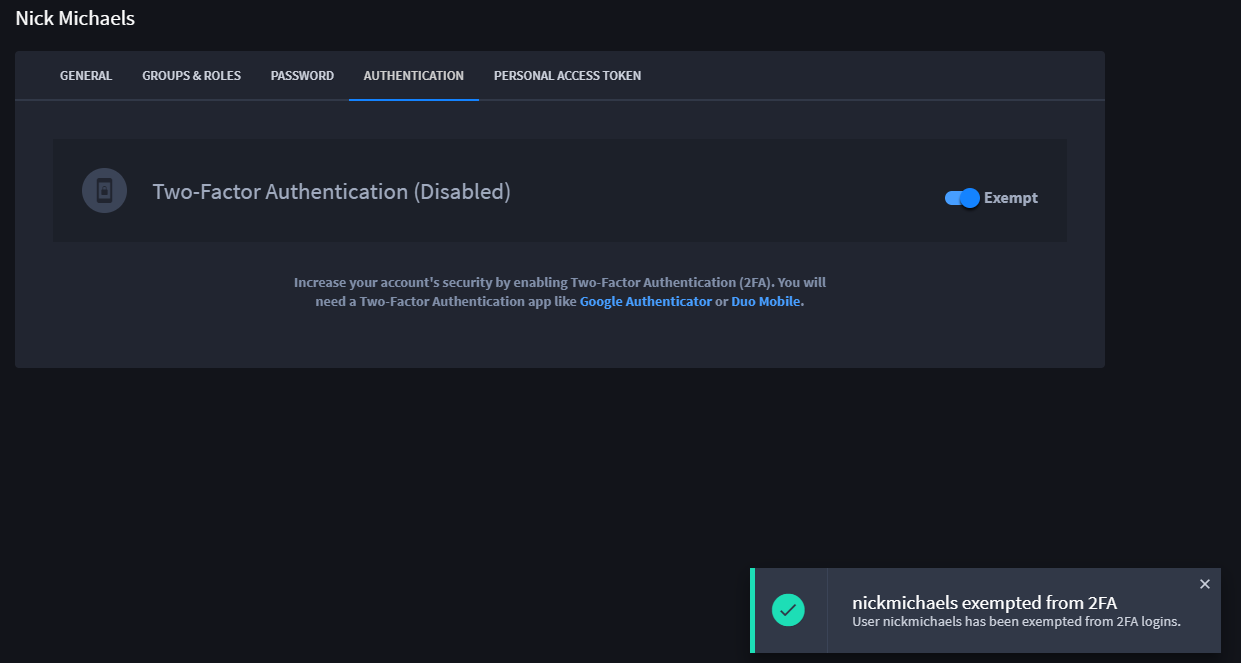 Nick Michaels
GENERAL
GROUPS & ROLES
PASSWORD
AUTHENTICATION
PERSONAL ACCESS TOKEN
Two-Factor Authentication (Disabled)
Exempt
Increase your account's security by enabling Two-Factor Authentication (2FA). You will
need a Two-Factor Authentication app like Google Authenticator or Duo Mobile.
nickmichaels exempted from 2FA
User nickmichaels has been exempted from 2FA logins.